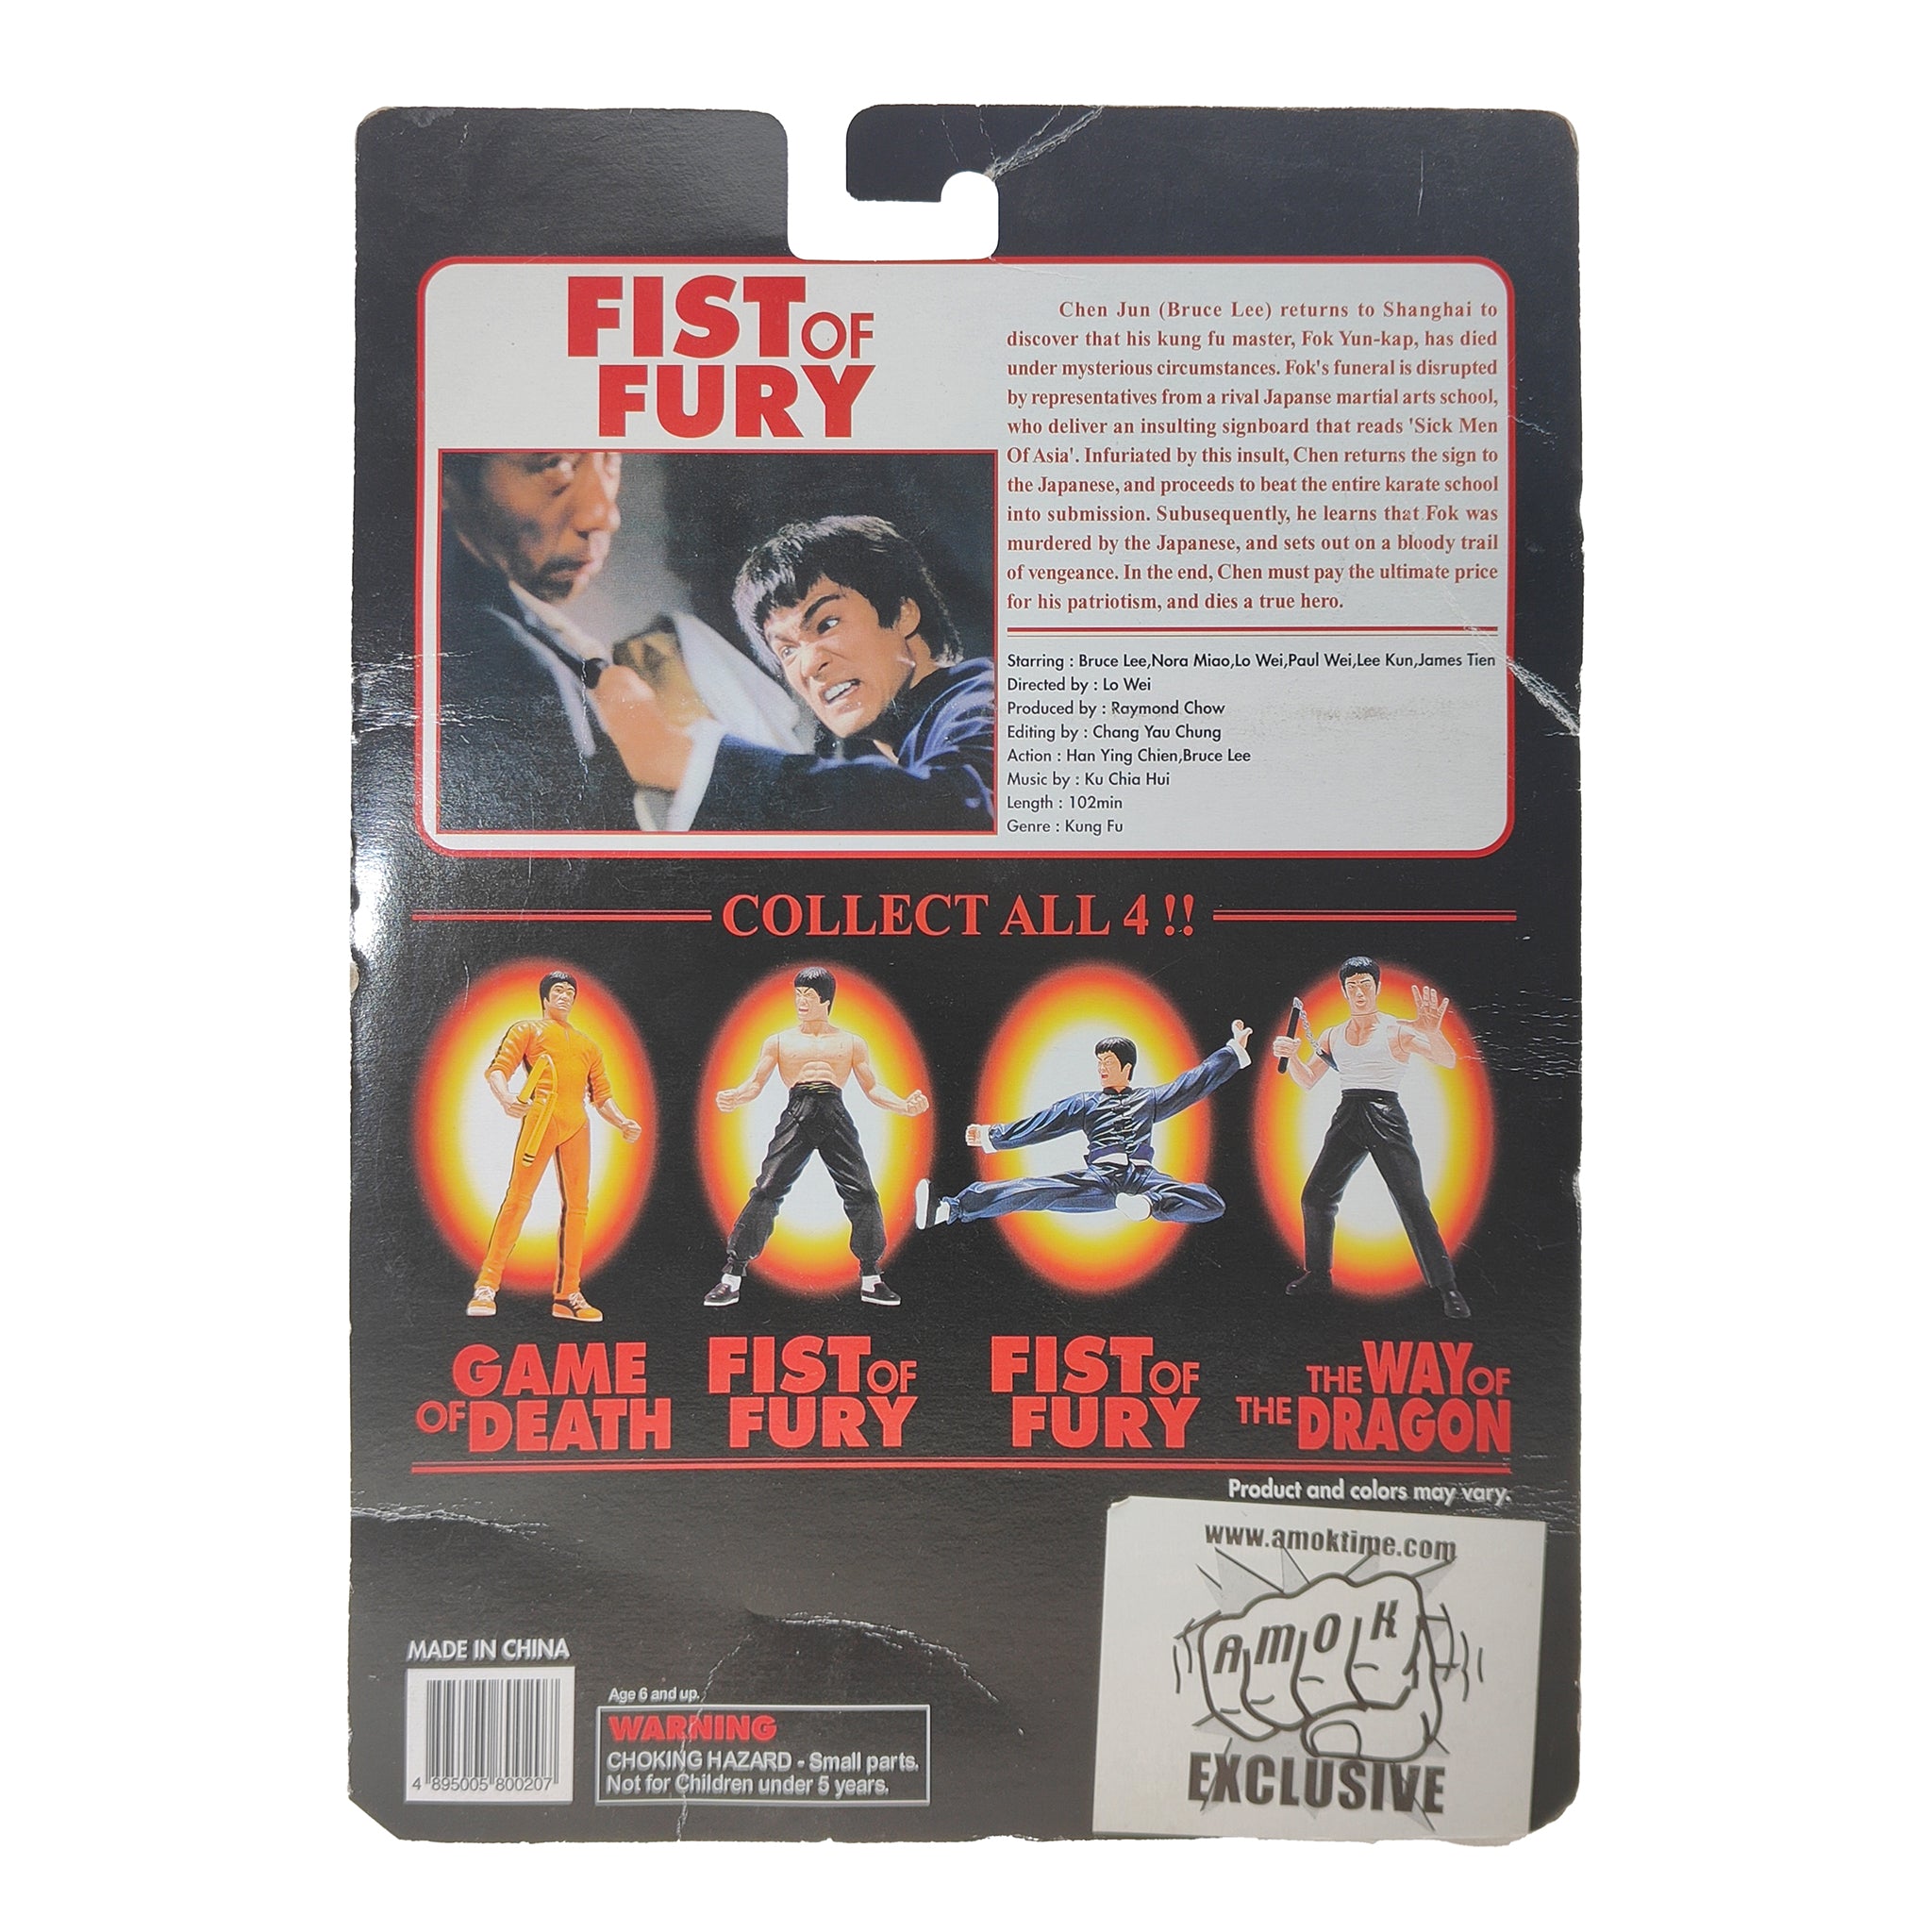 FIST OF
FURY
Chen Jun (Bruce Lee) returns to Shanghai to
discover that his kung fu master, Fok Yun-kap, has died
under mysterious circumstances. Fok's funeral is disrupted
by representatives from a rival Japanse martial arts school,
who deliver an insulting signboard that reads 'Sick Men
Of Asia'. Infuriated by this insult, Chen returns the sign to
the Japanese, and proceeds to beat the entire karate school
into submission. Subusequently, he learns that Fok was
murdered by the Japanese, and sets out on a bloody trail
of vengeance. In the end, Chen must pay the ultimate price
for his patriotism, and dies a true hero.
Starring : Bruce Lee,Nora Miao,Lo Wei,Paul Wei,Lee Kun,James Tien
Directed by : Lo Wei
Produced by : Raymond Chow
Editing by : Chang Yau Chung
Action : Han Ying Chien,Bruce Lee
Music by : Ku Chia Hui
Length : 102min
Genre : Kung Fu
COLLECT ALL 4 !!
GAME
OF DEATH
FIST OF
FURY
FIST OF
FURY
THE WAY OF
THE DRAGON
Product and colors may vary.
www.amoktime.com
AMOK
EXCLUSIVE
MADE IN CHINA
4 895005 800207
Age 6 and up.
WARNING
CHOKING HAZARD - Small parts.
Not for Children under 5 years.